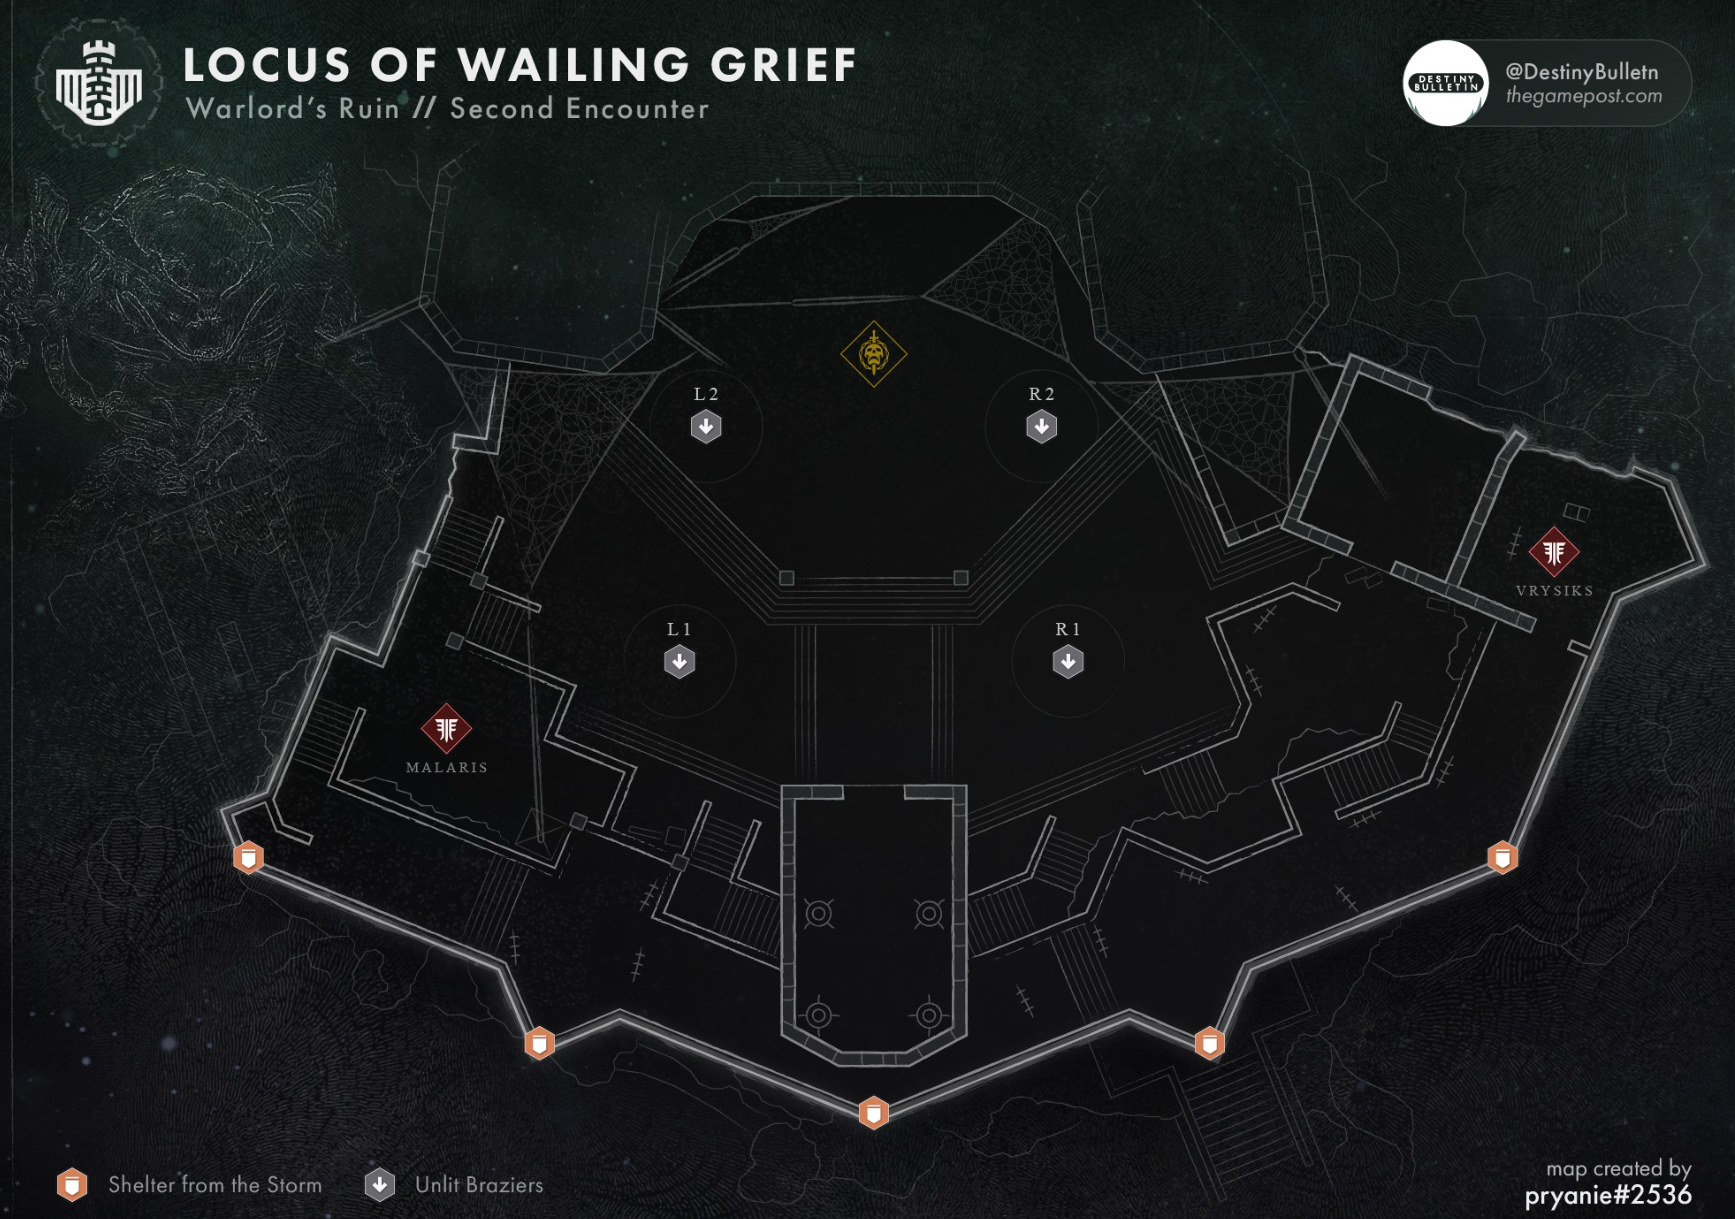 LOCUS OF WAILING GRIEF
Warlord's Ruin // Second Encounter
DESTINY
BULLETIN
@DestinyBulletn
thegamepost.com
L2
R2
VRYSIKS
L1
R1
MALARIS
Shelter from the Storm
Unlit Braziers
map created by
pryanie#2536